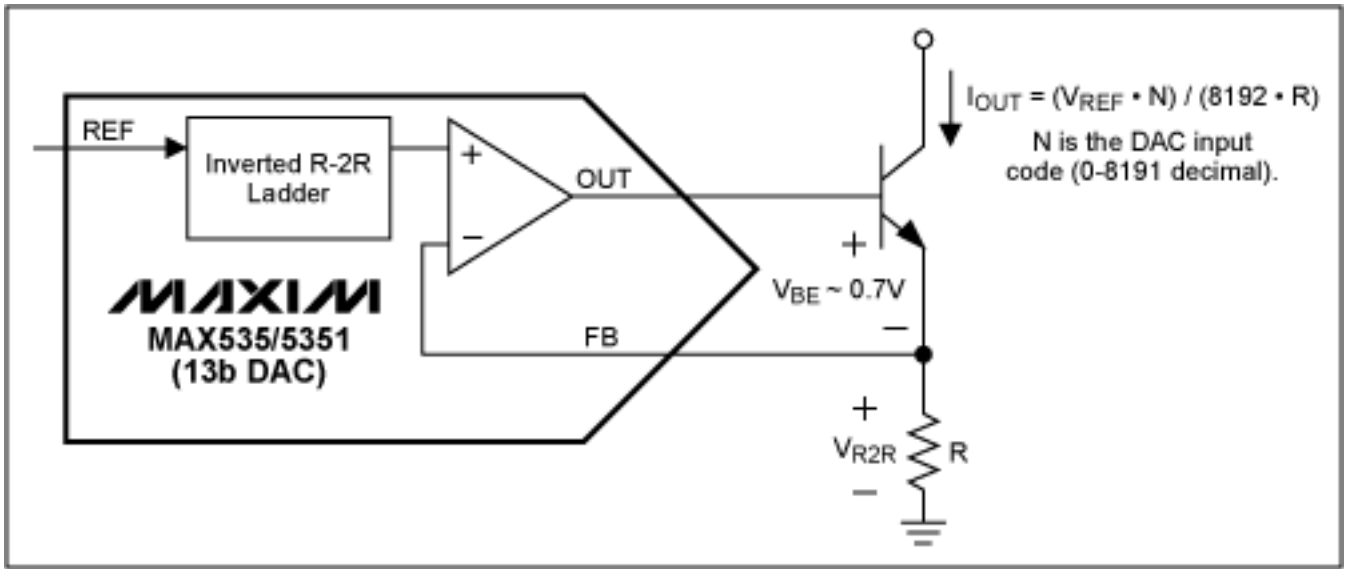 REF
Inverted R-2R
Ladder
+
−
OUT
MAXIM
MAX535/5351
(13b DAC)
FB
IOUT = (VREF • N) / (8192 • R)
N is the DAC input
code (0-8191 decimal).
+
VBE ~ 0.7V
−
+
VR2R
R
−